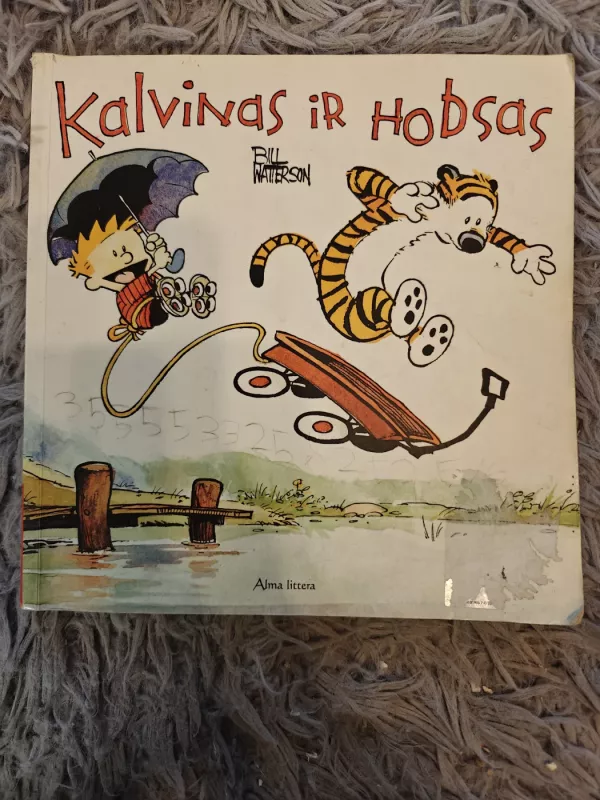 Kalvinas ir Hobsas
BILL
WATTERSON
Alma littera